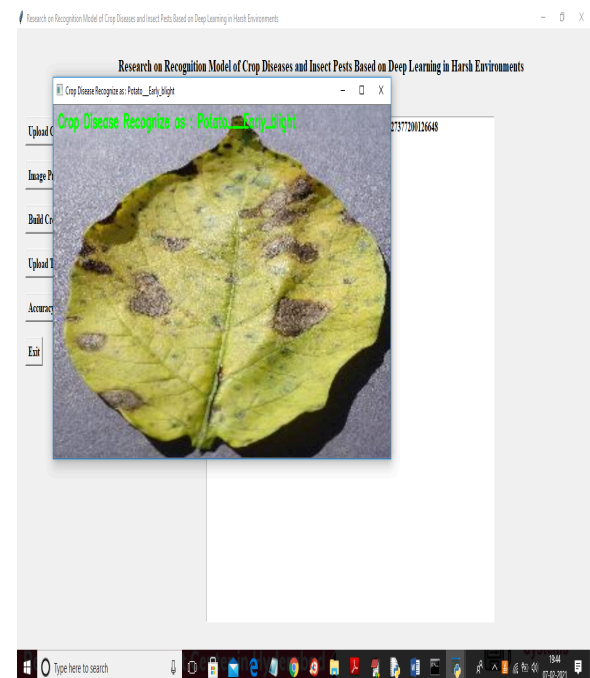 Research on Recognition Model of Crop Diseases and Insect Pests Based on Deep Learning in Harsh Environments
Research on Recognition Model of Crop Diseases and Insect Pests Based on Deep Learning in Harsh Environments
Crop Disease Recognize as: Potato__Early_blight
Crop Disease Recognize as : Potato__Early_blight
Upload
27377200126648
Image
Build
Upload
Accuracy
Exit
Type here to search
19:44
07-02-2021